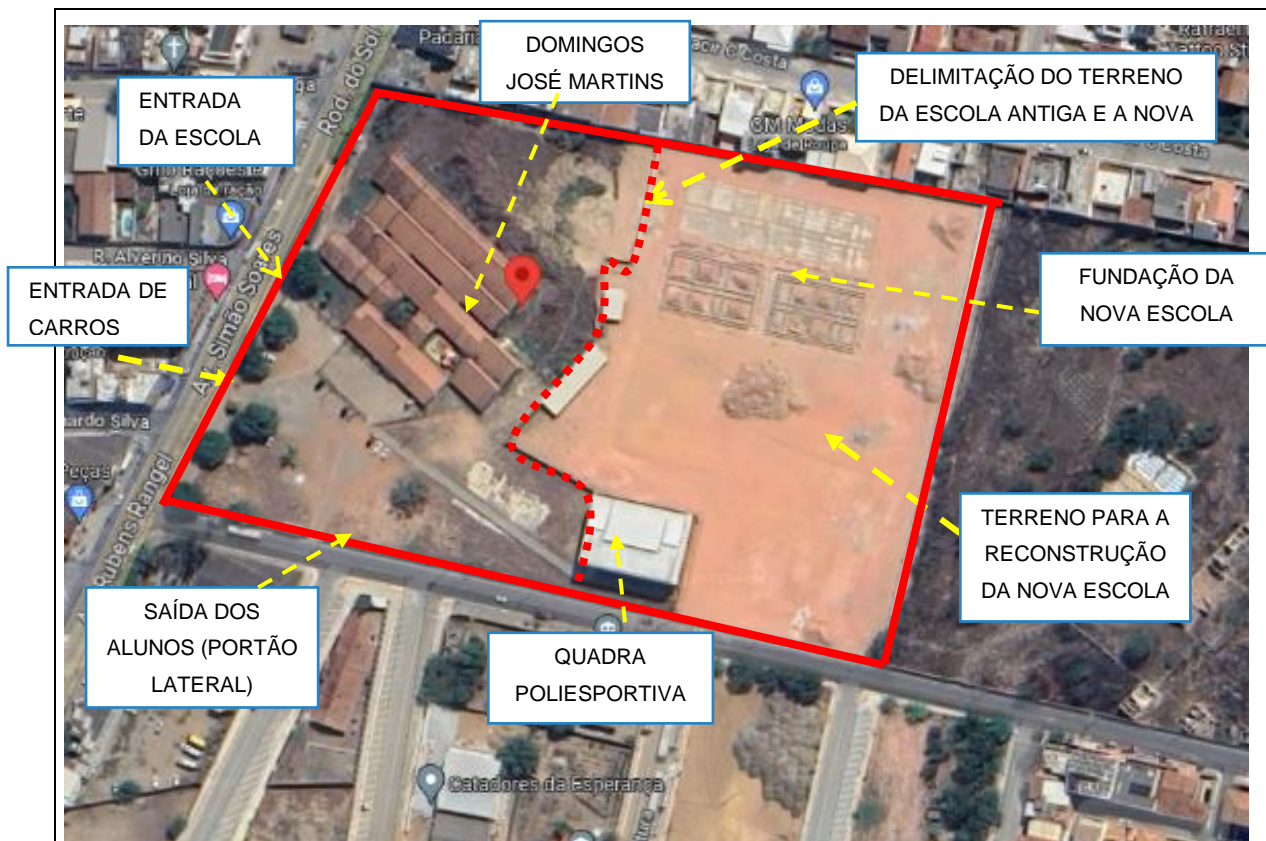 Padaria
DOMINGOS
JOSÉ MARTINS
DELIMITAÇÃO DO TERRENO
DA ESCOLA ANTIGA E A NOVA
ENTRADA
DA ESCOLA
Rod. do Sol
R. Alverino Silva
Av. Simão Soares
ENTRADA DE
CARROS
FUNDAÇÃO DA
NOVA ESCOLA
Silva
Peças
Rubens Rangel
TERRENO PARA A
RECONSTRUÇÃO
DA NOVA ESCOLA
SAÍDA DOS
ALUNOS (PORTÃO
LATERAL)
QUADRA
POLIESPORTIVA
Catadores da Esperança